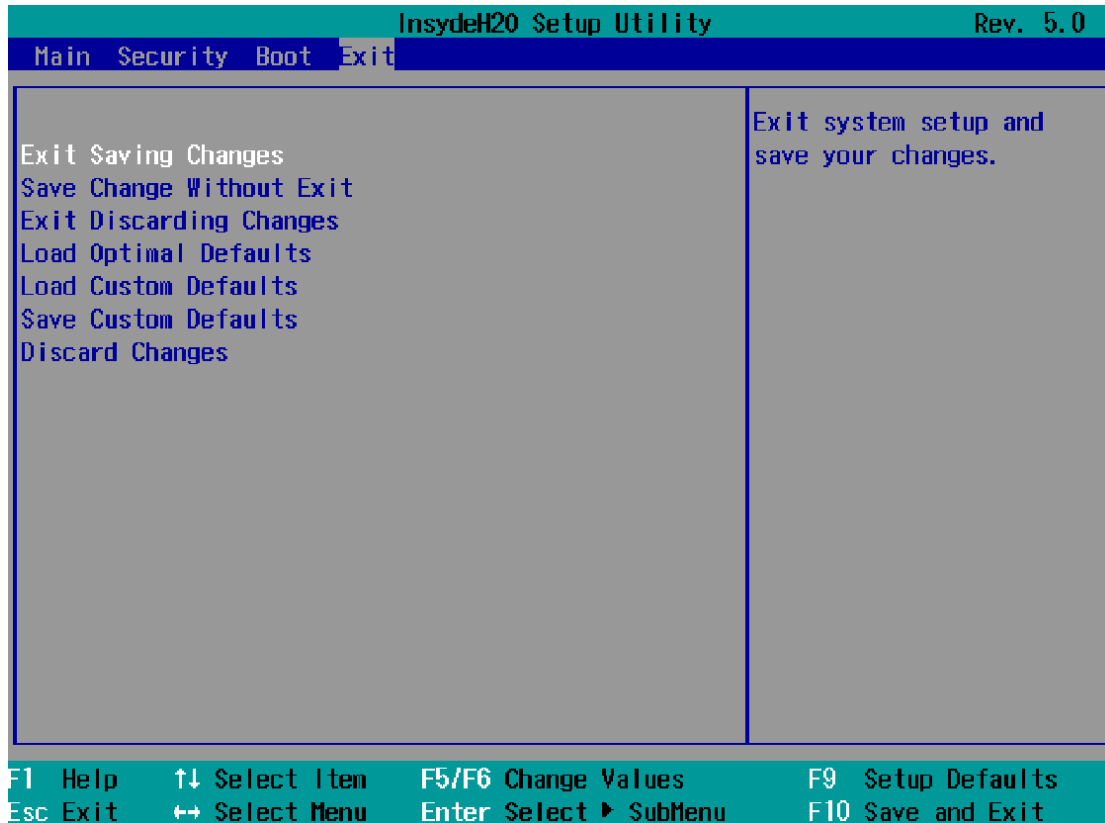 InsydeH20 Setup Utility Rev. 5.0
Main Security Boot Exit
Exit Saving Changes
Save Change Without Exit
Exit Discarding Changes
Load Optimal Defaults
Load Custom Defaults
Save Custom Defaults
Discard Changes
Exit system setup and
save your changes.
F1 Help ↑↓ Select Item F5/F6 Change Values F9 Setup Defaults
Esc Exit ↔ Select Menu Enter Select ▶ SubMenu F10 Save and Exit